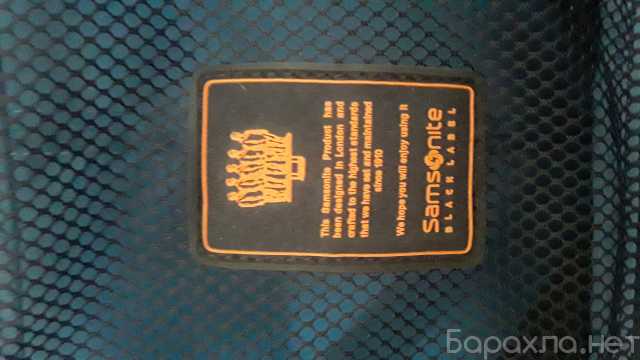 This Samsonite Product has
been designed in London and
crafted to the highest standards
that we have set and maintained
since 1910
We hope you will enjoy using it
Samsonite
BLACK LABEL
Барахла.нет